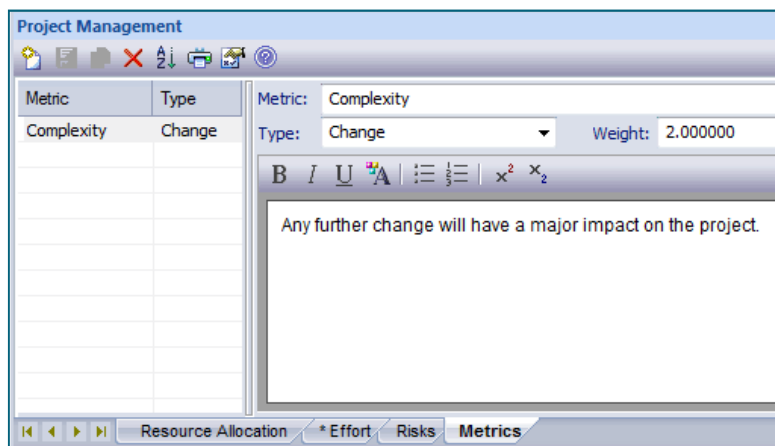 Project Management
Metric Type
Complexity Change
Metric: Complexity
Type: Change Weight: 2.000000
B I U A x² x₂
Any further change will have a major impact on the project.
Resource Allocation * Effort Risks Metrics